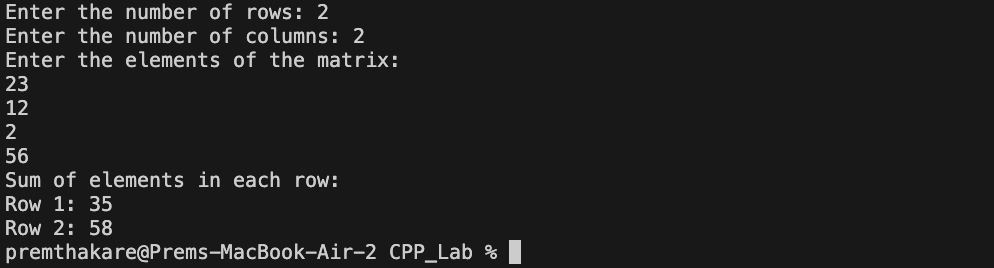 Enter the number of rows: 2
Enter the number of columns: 2
Enter the elements of the matrix:
23
12
2
56
Sum of elements in each row:
Row 1: 35
Row 2: 58
premthakare@Prems-MacBook-Air-2 CPP_Lab %